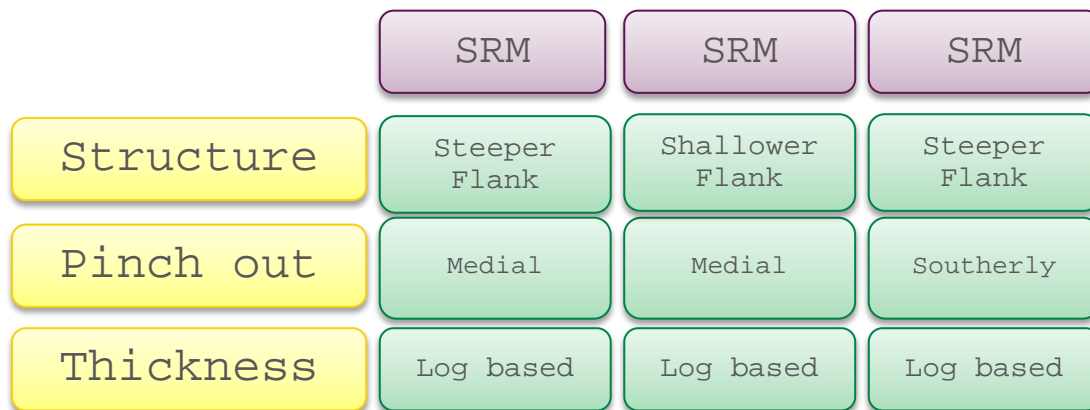 SRM SRM SRM
Structure
Steeper
Flank
Shallower
Flank
Steeper
Flank
Pinch out
Medial
Medial
Southerly
Thickness
Log based
Log based
Log based